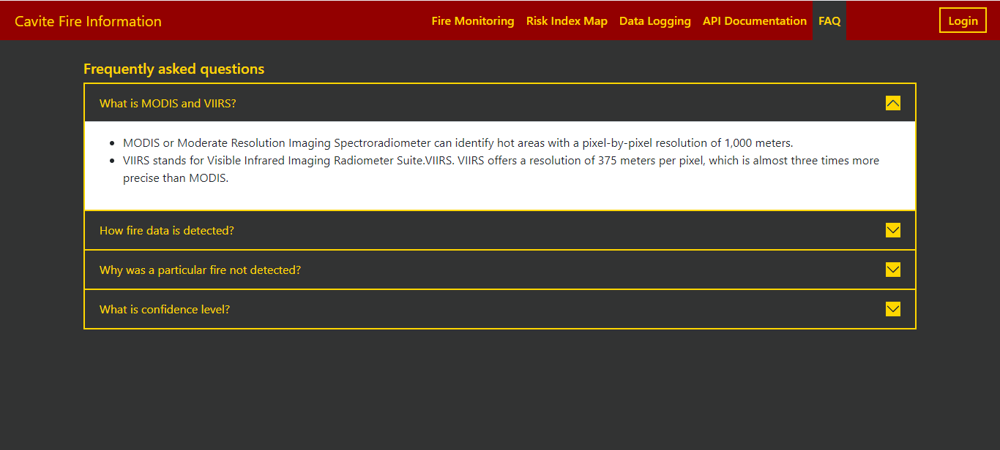 Cavite Fire Information
Fire Monitoring
Risk Index Map
Data Logging
API Documentation
FAQ
Login
Frequently asked questions
What is MODIS and VIIRS?
MODIS or Moderate Resolution Imaging Spectroradiometer can identify hot areas with a pixel-by-pixel resolution of 1,000 meters.
VIIRS stands for Visible Infrared Imaging Radiometer Suite.VIIRS. VIIRS offers a resolution of 375 meters per pixel, which is almost three times more
precise than MODIS.
How fire data is detected?
Why was a particular fire not detected?
What is confidence level?